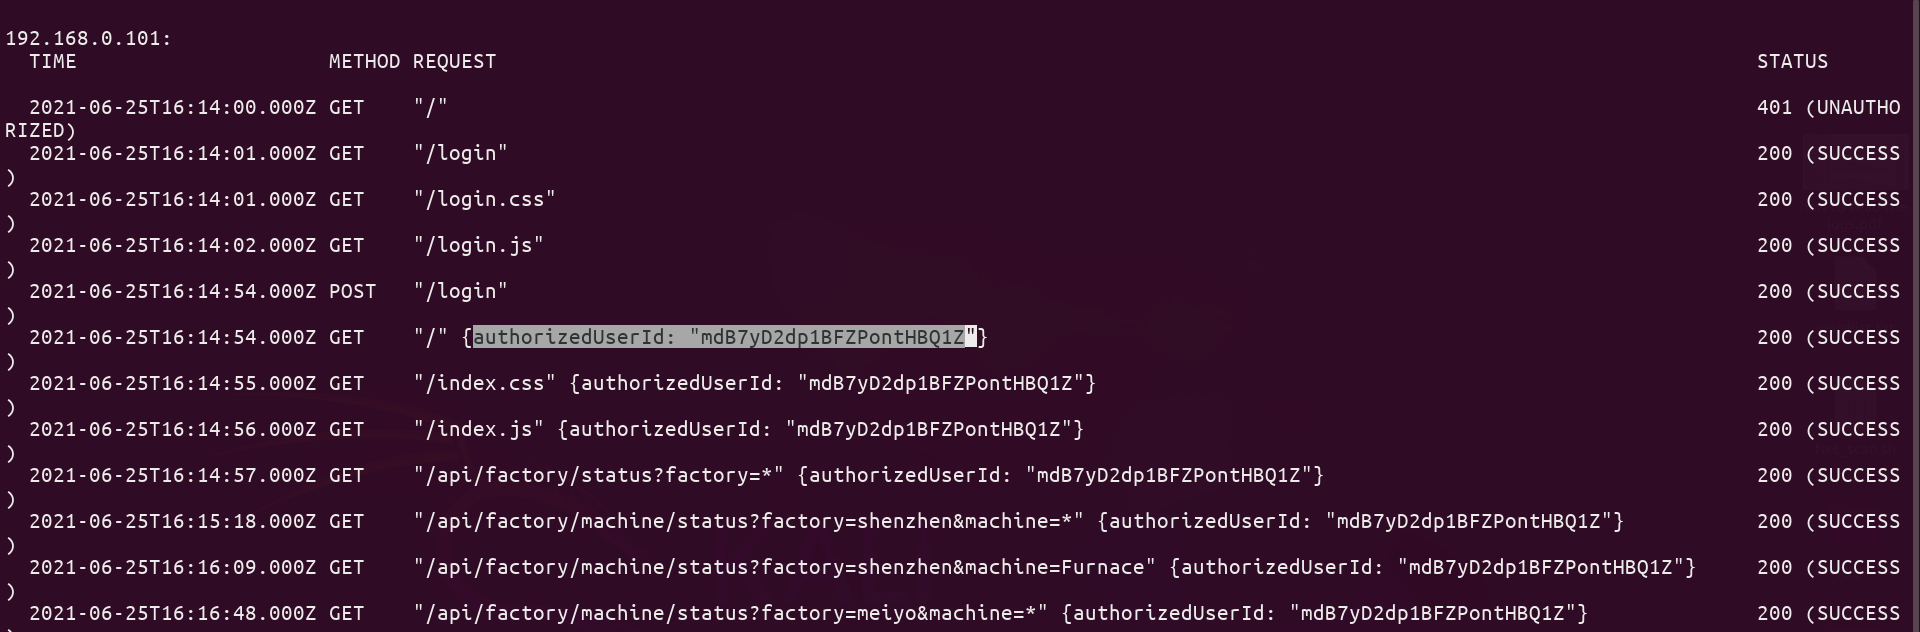 192.168.0.101:
TIME METHOD REQUEST STATUS
2021-06-25T16:14:00.000Z GET "/" 401 (UNAUTHO
RIZED)
2021-06-25T16:14:01.000Z GET "/login" 200 (SUCCESS
)
2021-06-25T16:14:01.000Z GET "/login.css" 200 (SUCCESS
)
2021-06-25T16:14:02.000Z GET "/login.js" 200 (SUCCESS
)
2021-06-25T16:14:54.000Z POST "/login" 200 (SUCCESS
)
2021-06-25T16:14:54.000Z GET "/" {authorizedUserId: "mdB7yD2dp1BFZPontHBQ1Z"} 200 (SUCCESS
)
2021-06-25T16:14:55.000Z GET "/index.css" {authorizedUserId: "mdB7yD2dp1BFZPontHBQ1Z"} 200 (SUCCESS
)
2021-06-25T16:14:56.000Z GET "/index.js" {authorizedUserId: "mdB7yD2dp1BFZPontHBQ1Z"} 200 (SUCCESS
)
2021-06-25T16:14:57.000Z GET "/api/factory/status?factory=*" {authorizedUserId: "mdB7yD2dp1BFZPontHBQ1Z"} 200 (SUCCESS
)
2021-06-25T16:15:18.000Z GET "/api/factory/machine/status?factory=shenzhen&machine=*" {authorizedUserId: "mdB7yD2dp1BFZPontHBQ1Z"} 200 (SUCCESS
)
2021-06-25T16:16:09.000Z GET "/api/factory/machine/status?factory=shenzhen&machine=Furnace" {authorizedUserId: "mdB7yD2dp1BFZPontHBQ1Z"} 200 (SUCCESS
)
2021-06-25T16:16:48.000Z GET "/api/factory/machine/status?factory=meiyo&machine=*" {authorizedUserId: "mdB7yD2dp1BFZPontHBQ1Z"} 200 (SUCCESS